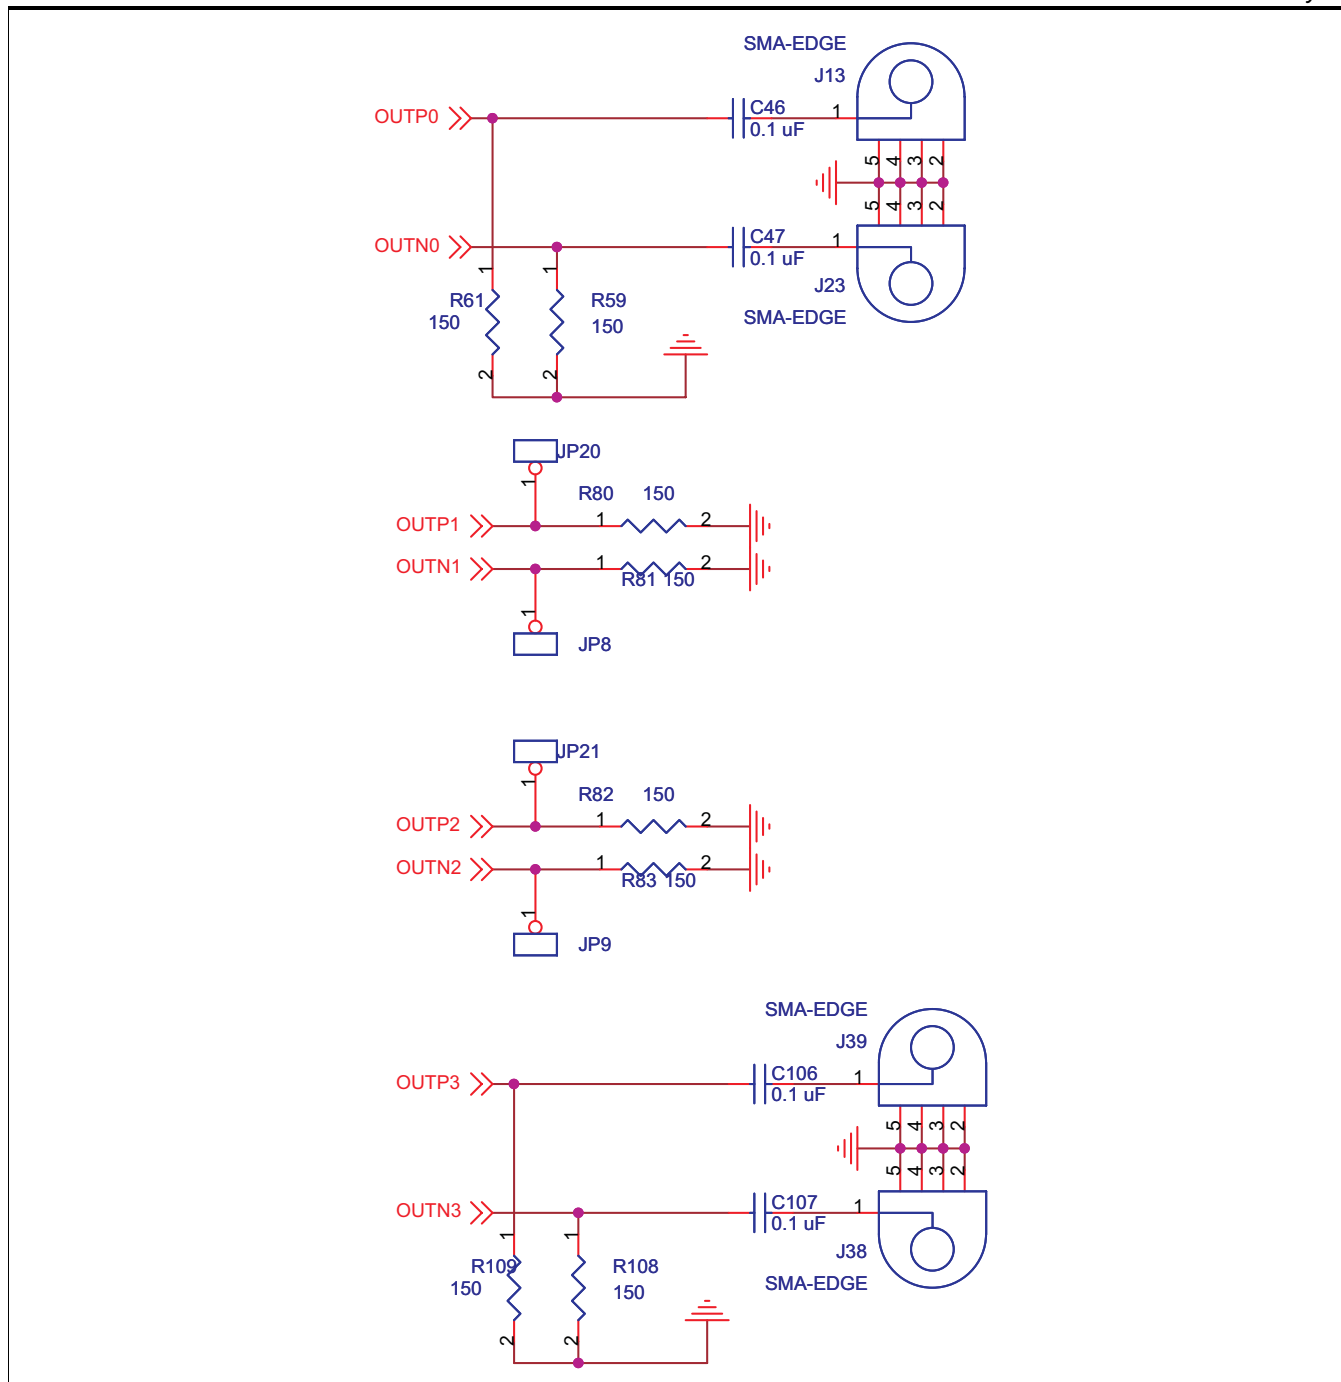 SMA-EDGE
J13
OUTP0
C46
0.1 uF
1
5 4 3 2
5 4 3 2
OUTN0
C47
0.1 uF
1
J23
SMA-EDGE
1 1
R61
150
R59
150
2 2
JP20
1
R80 150
OUTP1 1 2
OUTN1 1 2
R81 150
1
JP8
JP21
1
R82 150
OUTP2 1 2
OUTN2 1 2
R83 150
1
JP9
SMA-EDGE
J39
OUTP3
C106
0.1 uF
1
5 4 3 2
5 4 3 2
OUTN3
C107
0.1 uF
1
J38
SMA-EDGE
1 1
R109
150
R108
150
2 2